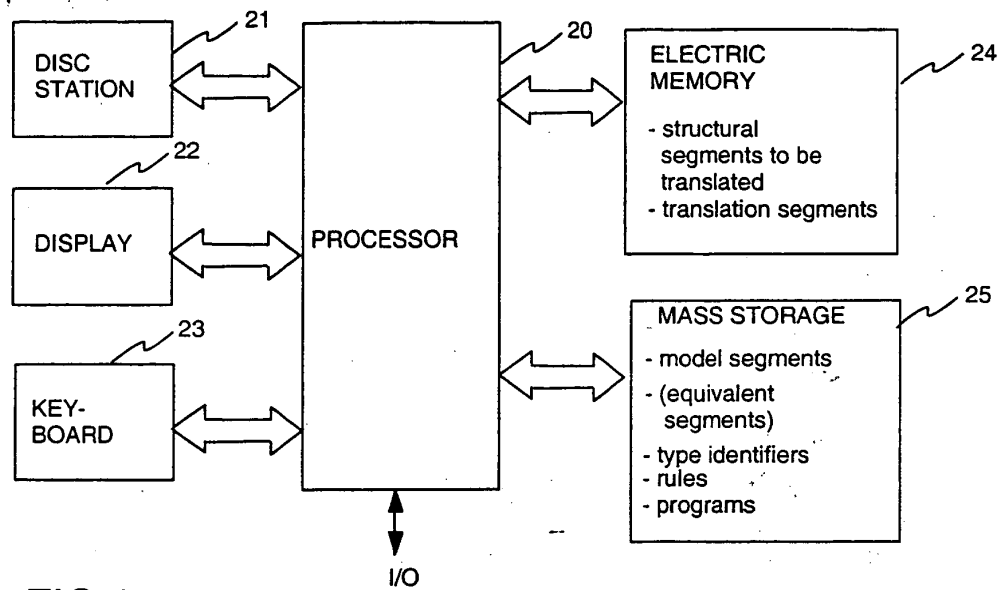 21
DISC
STATION
22
DISPLAY
23
KEY-
BOARD
20
PROCESSOR
I/O
24
ELECTRIC
MEMORY
- structural
segments to be
translated
- translation segments
25
MASS STORAGE
- model segments
- (equivalent
segments)
- type identifiers
- rules
- programs